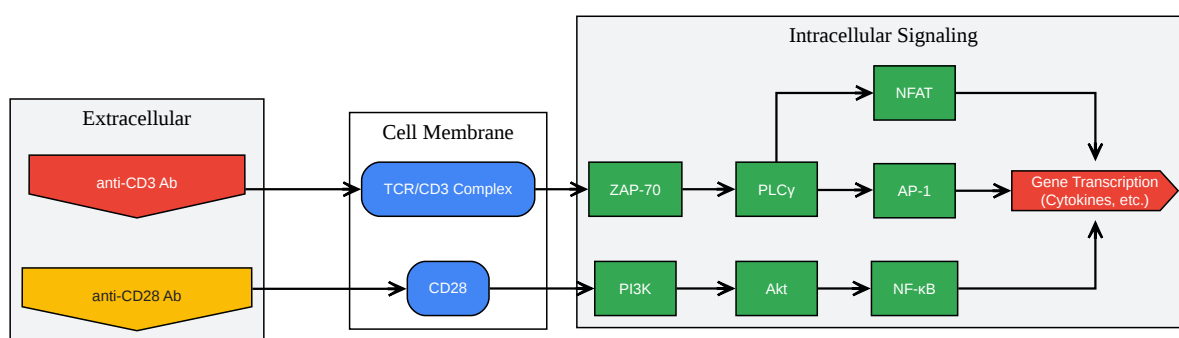 Extracellular
anti-CD3 Ab
anti-CD28 Ab
Cell Membrane
TCR/CD3 Complex
CD28
Intracellular Signaling
NFAT
ZAP-70
PLCγ
AP-1
Gene Transcription
(Cytokines, etc.)
PI3K
Akt
NF-κB